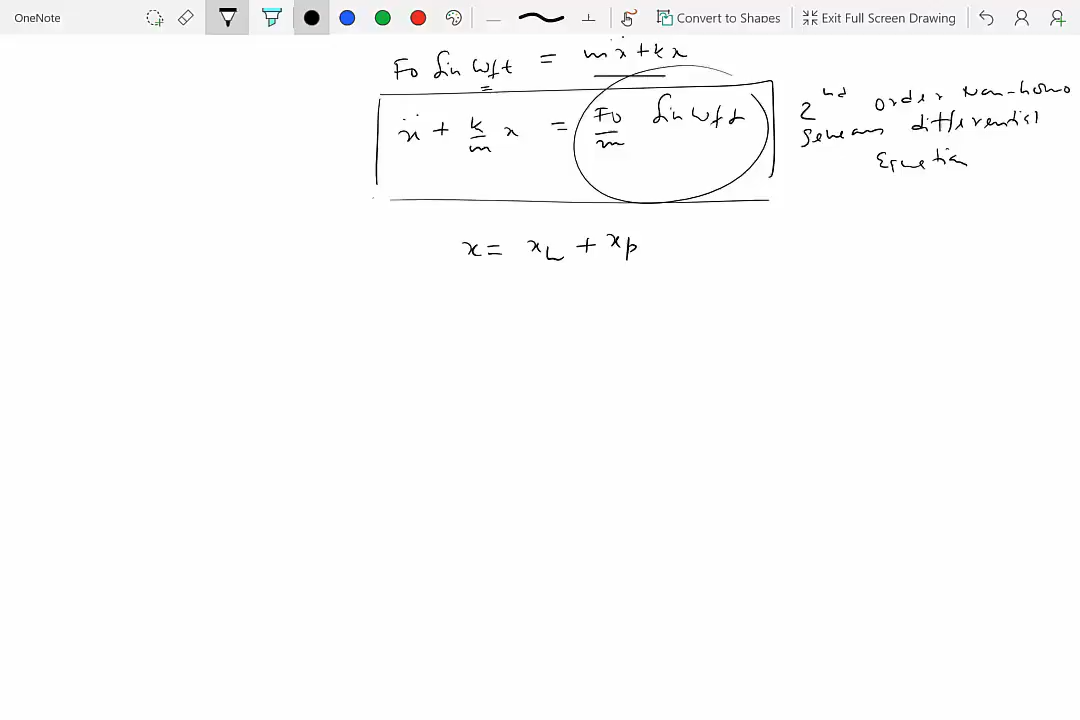 OneNote
Convert to Shapes
Exit Full Screen Drawing
Fo Sin ωft = mẍ + kx
ẍ + k/m x = Fo/m Sin ωft
2nd order Non-homo
geneous differential
Equation
x = xh + xp